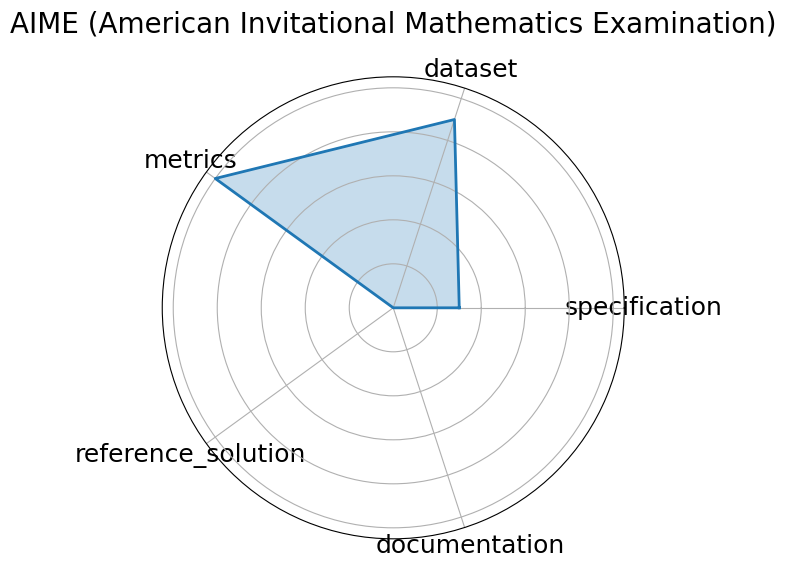 AIME (American Invitational Mathematics Examination)
dataset
metrics
specification
reference_solution
documentation